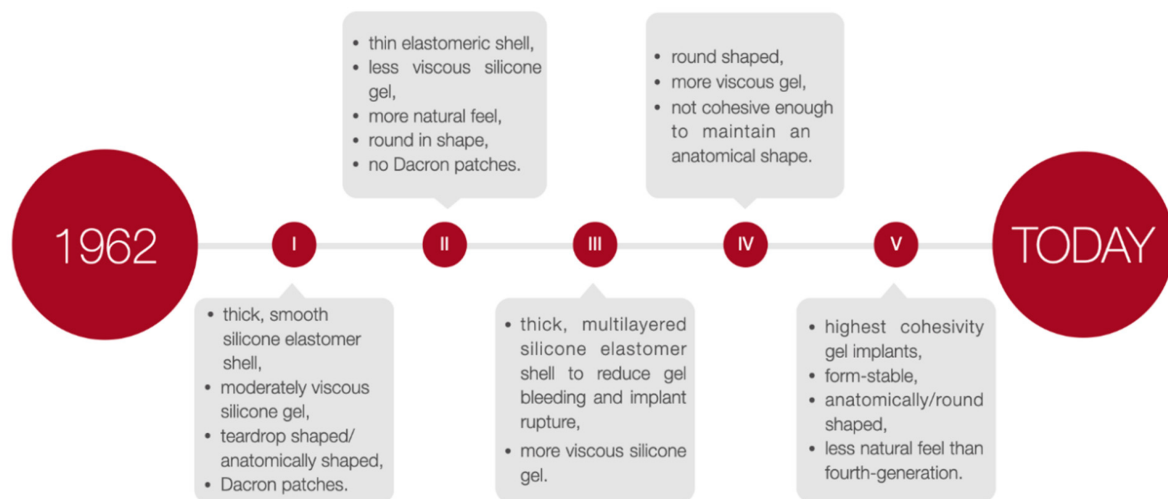 1962
I
• thick, smooth
silicone elastomer
shell,
• moderately viscous
silicone gel,
• teardrop shaped/
anatomically shaped,
• Dacron patches.
• thin elastomeric shell,
• less viscous silicone
gel,
• more natural feel,
• round in shape,
• no Dacron patches.
II
III
• thick, multilayered
silicone elastomer
shell to reduce gel
bleeding and implant
rupture,
• more viscous silicone
gel.
• round shaped,
• more viscous gel,
• not cohesive enough
to maintain an
anatomical shape.
IV
V
• highest cohesivity
gel implants,
• form-stable,
• anatomically/round
shaped,
• less natural feel than
fourth-generation.
TODAY